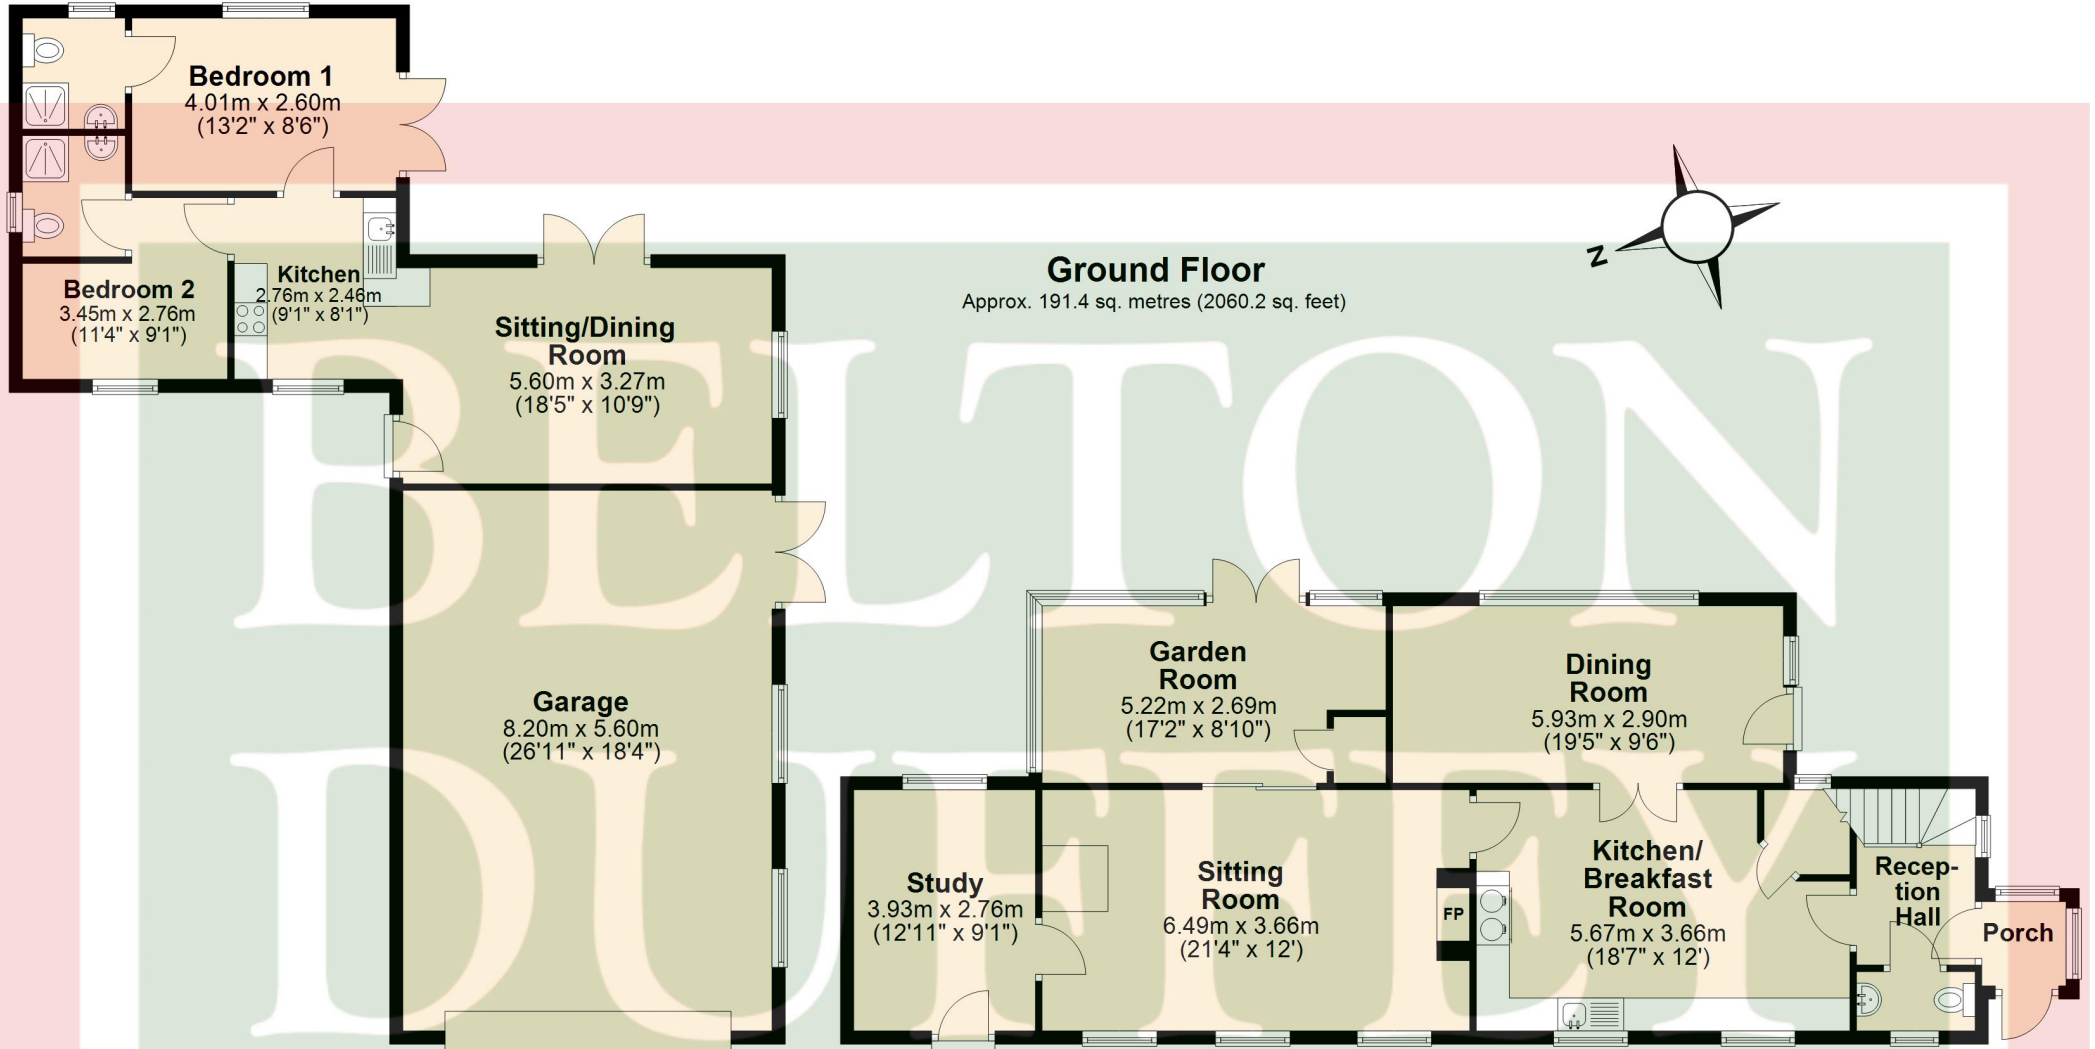 Bedroom 1
4.01m x 2.60m
(13'2" x 8'6")
Bedroom 2
3.45m x 2.76m
(11'4" x 9'1")
Kitchen
2.76m x 2.46m
(9'1" x 8'1")
Sitting/Dining
Room
5.60m x 3.27m
(18'5" x 10'9")
Ground Floor
Approx. 191.4 sq. metres (2060.2 sq. feet)
N
BELTON
DUFFEY
Garage
8.20m x 5.60m
(26'11" x 18'4")
Garden
Room
5.22m x 2.69m
(17'2" x 8'10")
Dining
Room
5.93m x 2.90m
(19'5" x 9'6")
Study
3.93m x 2.76m
(12'11" x 9'1")
Sitting
Room
6.49m x 3.66m
(21'4" x 12')
FP
Kitchen/
Breakfast
Room
5.67m x 3.66m
(18'7" x 12')
Recep-
tion
Hall
Porch